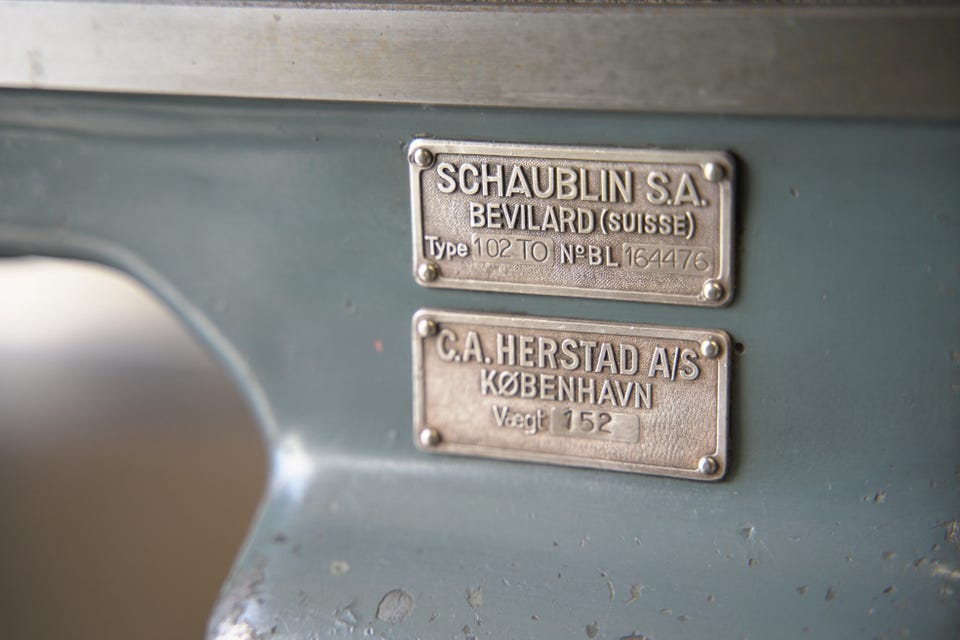 SCHAUBLIN S.A.
BEVILARD (SUISSE)
Type 102 TO Nº BL 164476
C.A. HERSTAD A/S
KØBENHAVN
Vægt 152